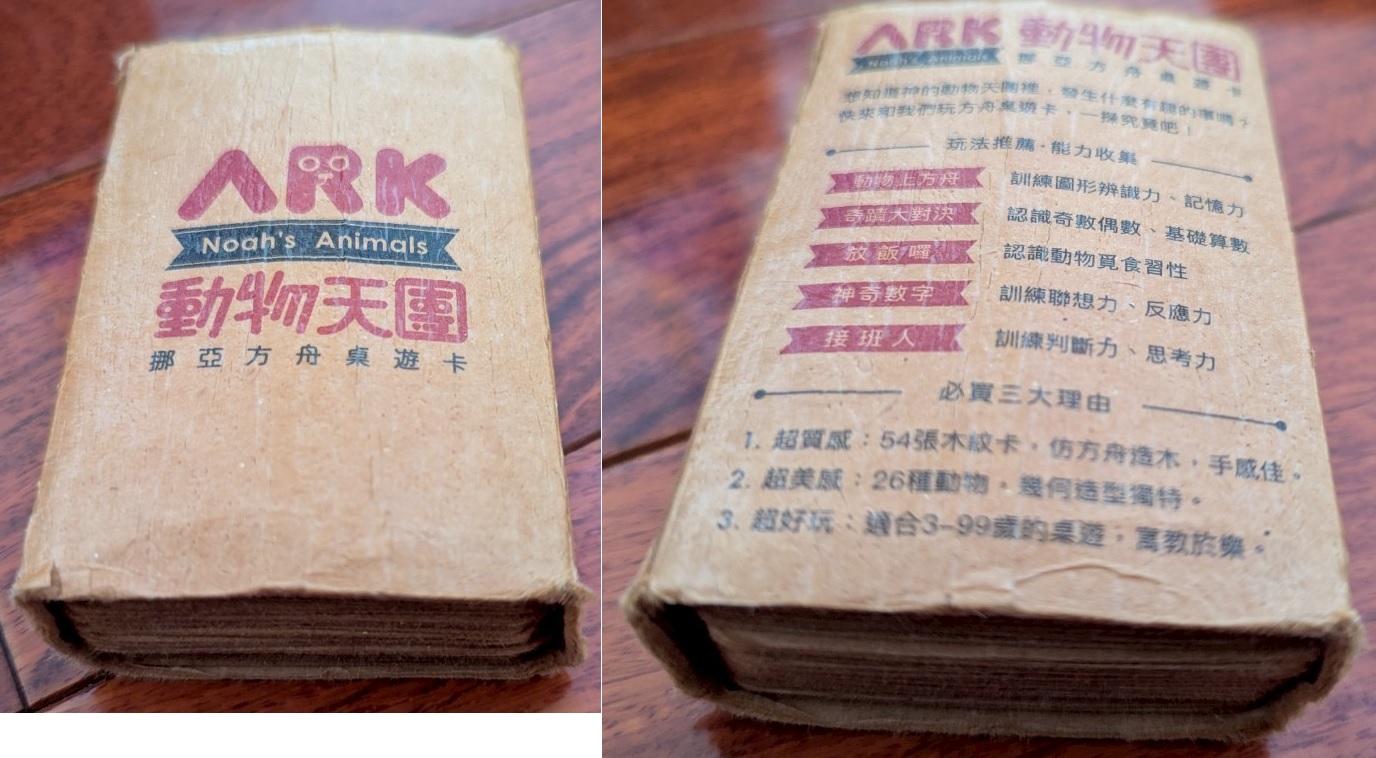 ARK
Noah's Animals
動物天團
挪亞方舟桌遊卡
ARK 動物天團
Noah's Animals 挪亞方舟桌遊卡
想知道神的動物天團裡，發生什麼有趣的事嗎？
快來和我們玩方舟桌遊卡，一探究竟吧！
玩法推薦·能力收集
動物上方舟 訓練圖形辨識力、記憶力
奇蹟大對決 認識奇數偶數、基礎算數
放飯囉 認識動物覓食習性
神奇數字 訓練聯想力、反應力
接班人 訓練判斷力、思考力
必買三大理由
1. 超質感：54張木紋卡，仿方舟造木，手感佳。
2. 超美感：26種動物，幾何造型獨特。
3. 超好玩：適合3-99歲的桌遊，寓教於樂。